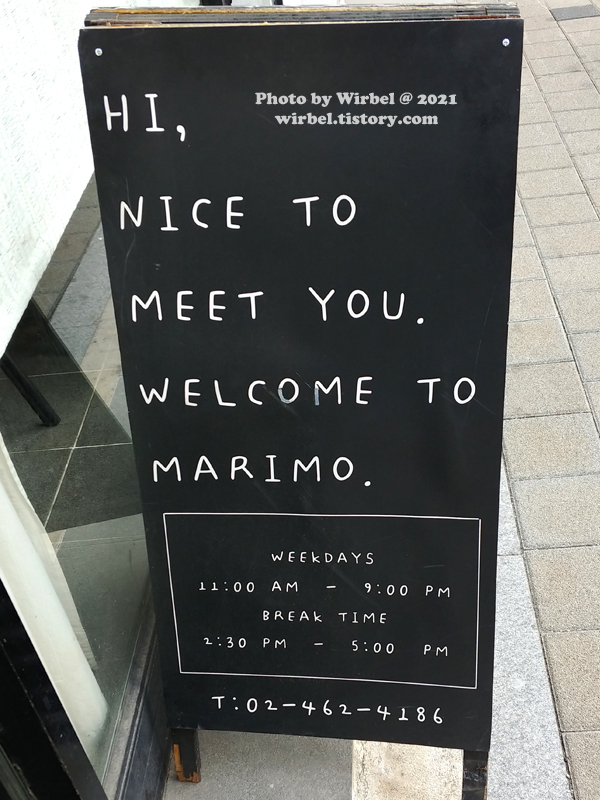 Photo by Wirbel @ 2021
wirbel.tistory.com
HI,
NICE TO
MEET YOU.
WELCOME TO
MARIMO.
WEEKDAYS
11:00 AM - 9:00 PM
BREAK TIME
2:30 PM - 5:00 PM
T:02-462-4186